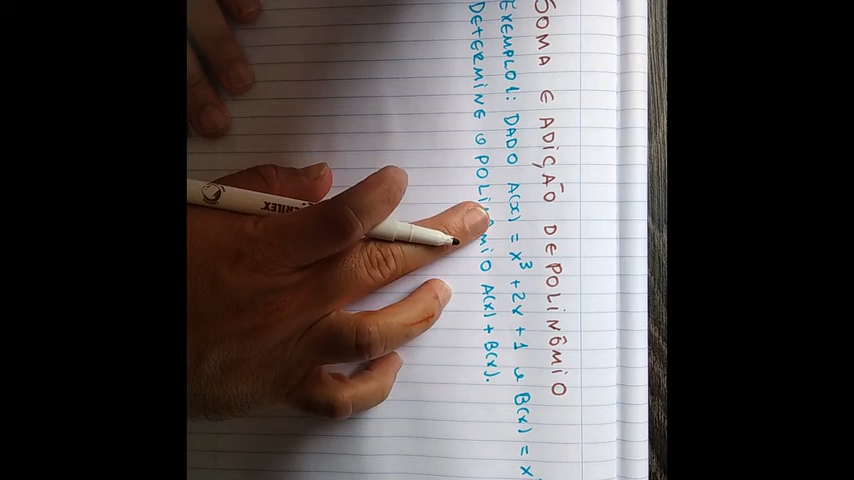 SOMA E ADIÇÃO DE POLINÔMIO
EXEMPLO 1: DADO A(x) = x³ + 2x + 1 e B(x) = x
DETERMINE o POLINÔMIO A(x) + B(x).